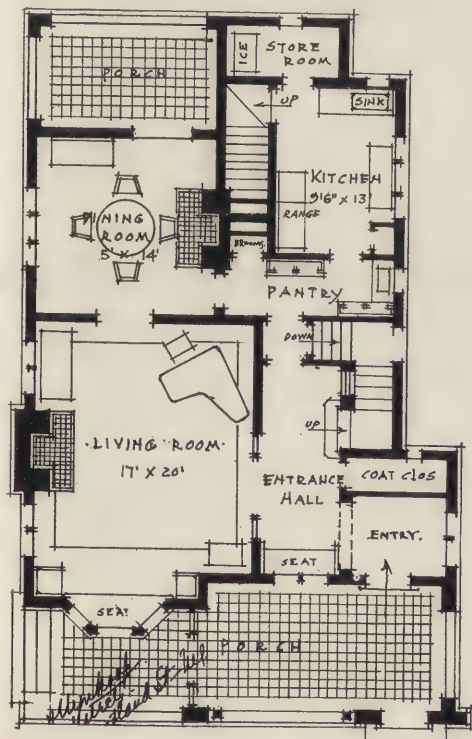 ICE
STORE
ROOM
PORCH
UP
SINK
KITCHEN
9'6" X 13'
RANGE
DINING
ROOM
5' X 14'
BROOMS
PANTRY
DOWN
LIVING ROOM
17' X 20'
UP
ENTRANCE
HALL
COAT CLOS
ENTRY.
SEAT
SEAT
PORCH